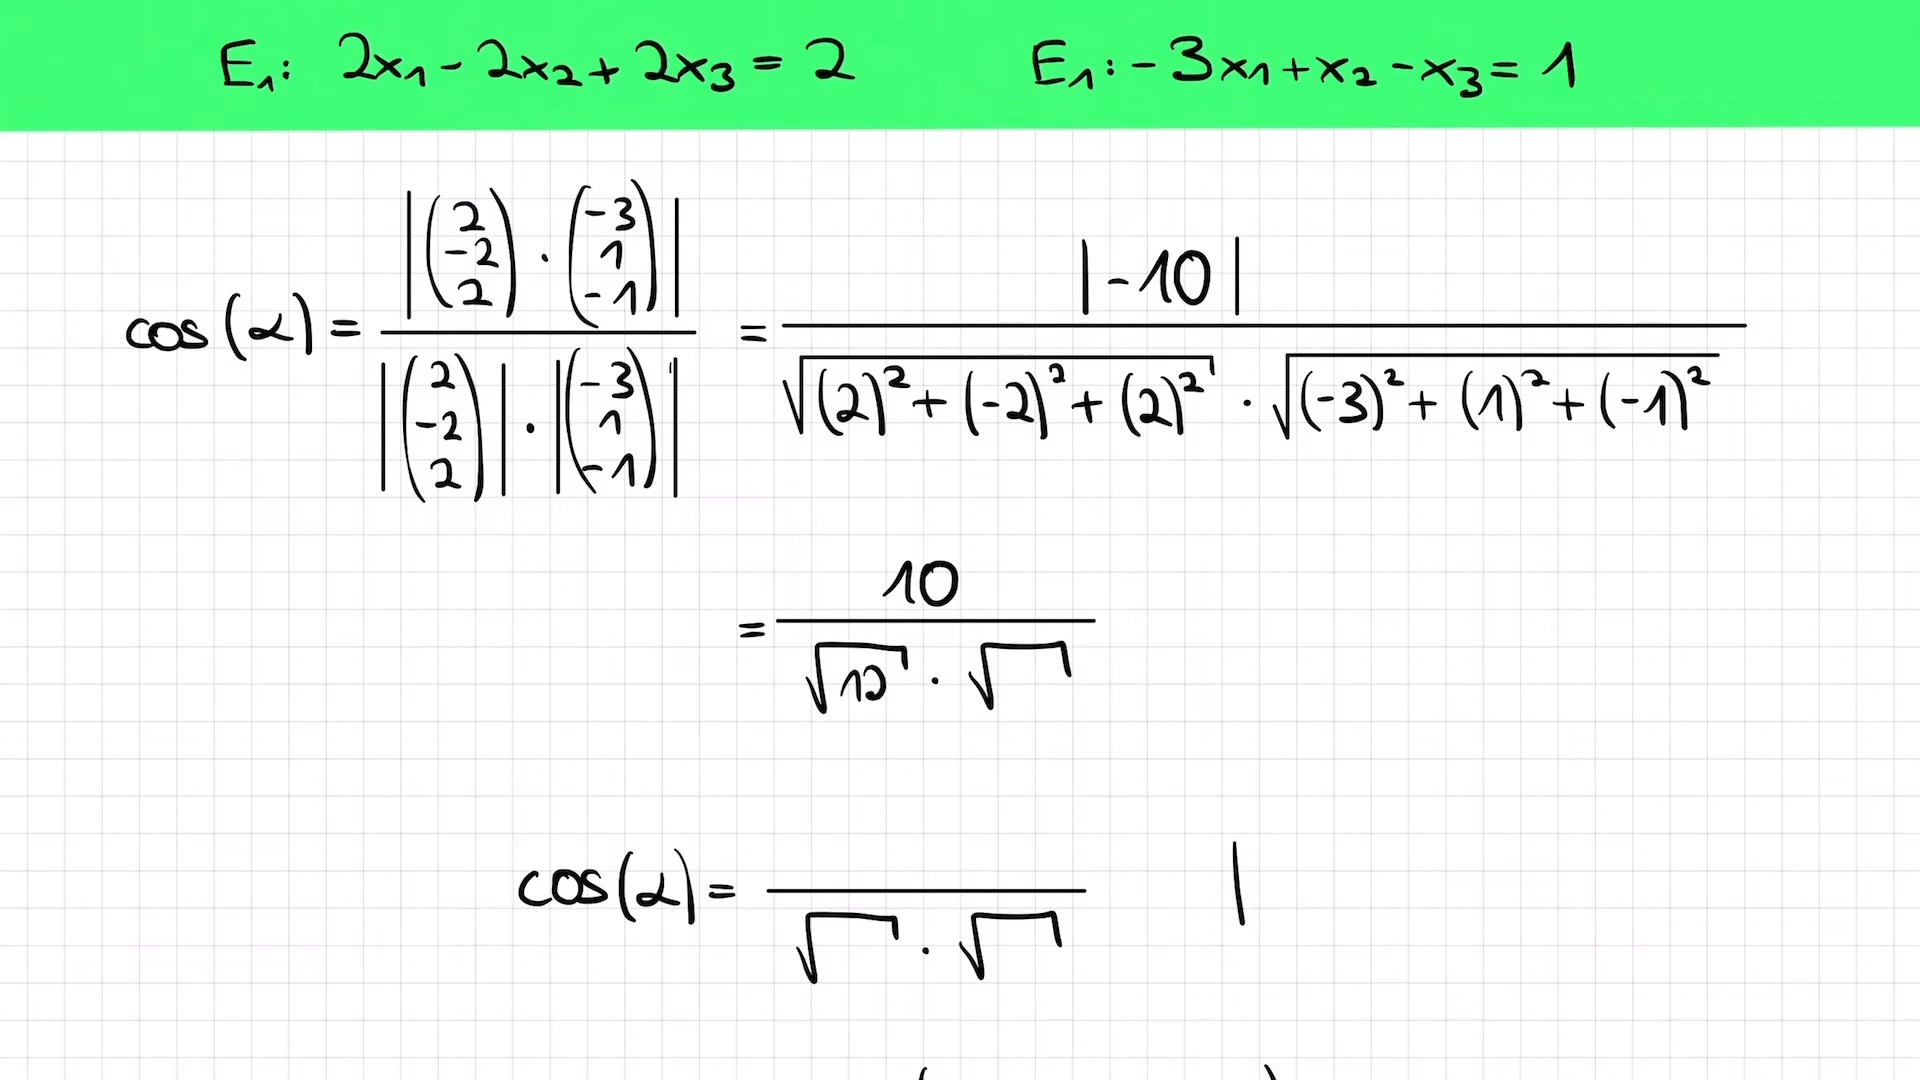 E₁: 2x₁ - 2x₂ + 2x₃ = 2 E₁: -3x₁ + x₂ - x₃ = 1
cos(α) = |(2 -2 2) · (-3 1 -1)| / |(2 -2 2)| · |(-3 1 -1)| = |-10| / √((2)² + (-2)² + (2)²) · √((-3)² + (1)² + (-1)²)
= 10 / √ · √
cos(α) = / √ · √ |